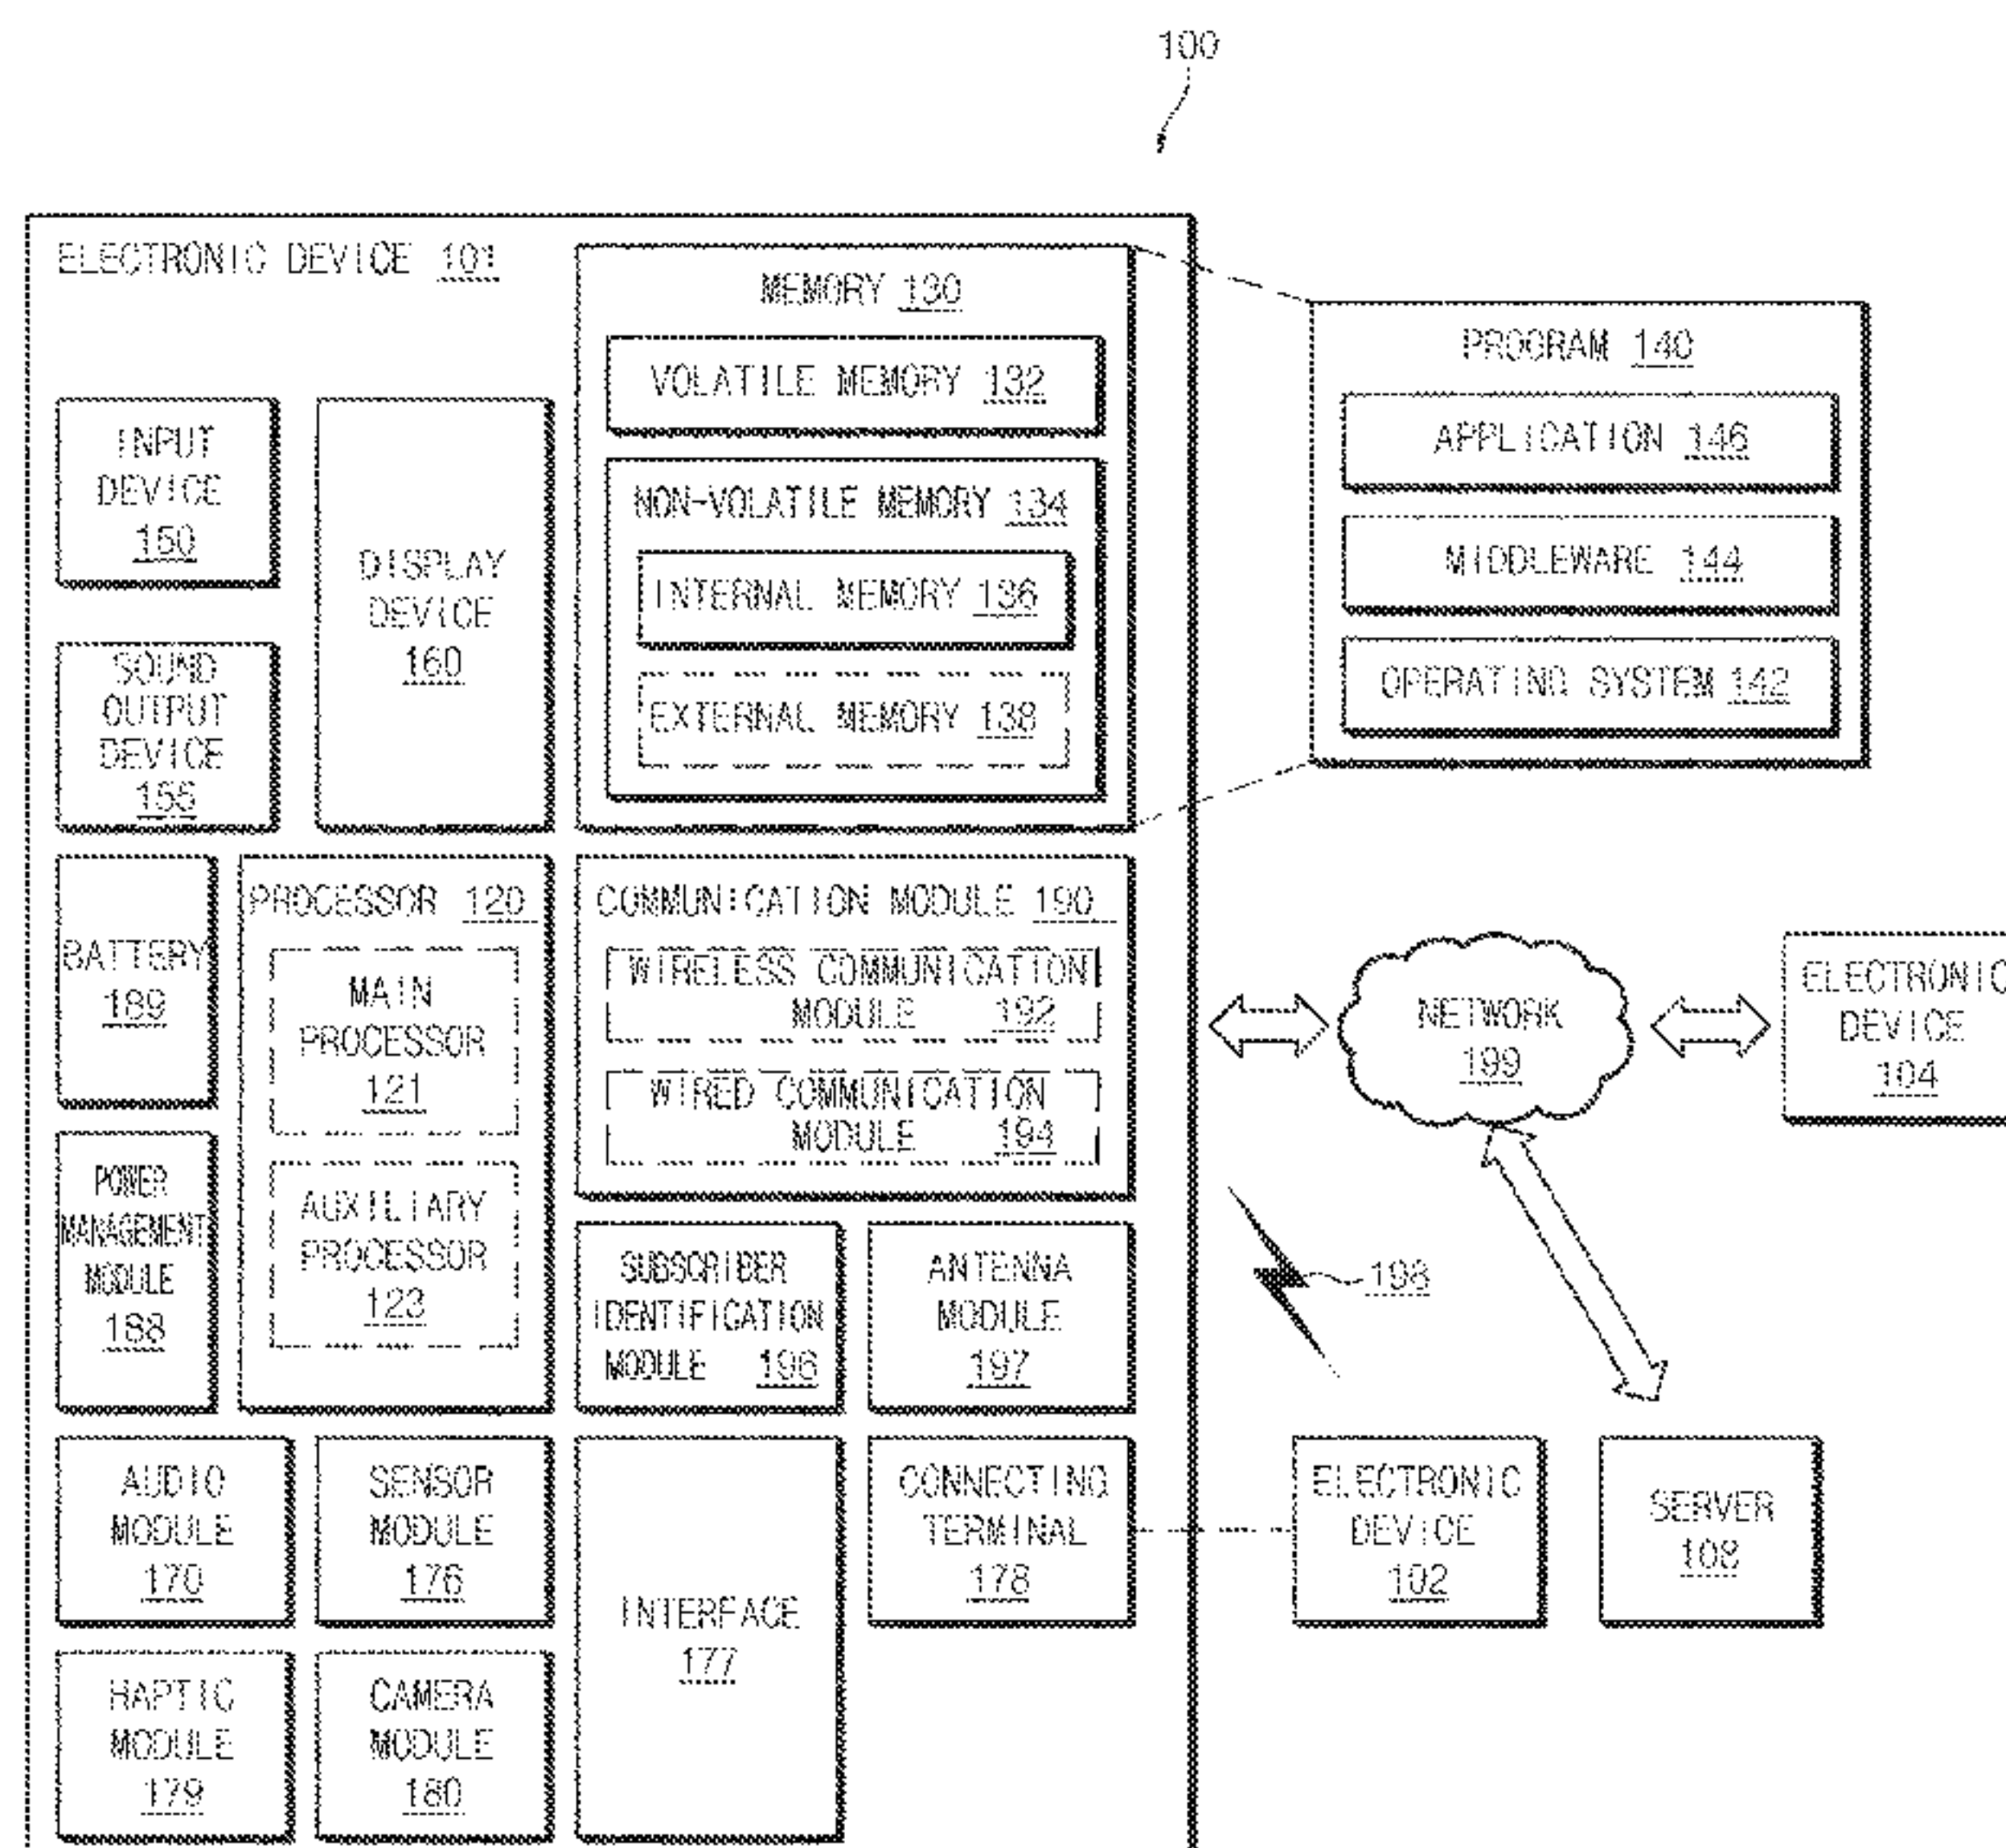 100
ELECTRONIC DEVICE 101
MEMORY 130
VOLATILE MEMORY 132
NON-VOLATILE MEMORY 134
INTERNAL MEMORY 136
EXTERNAL MEMORY 138
PROGRAM 140
APPLICATION 146
MIDDLEWARE 144
OPERATING SYSTEM 142
INPUT
DEVICE
150
DISPLAY
DEVICE
160
SOUND
OUTPUT
DEVICE
155
BATTERY
189
PROCESSOR 120
MAIN
PROCESSOR
121
AUXILIARY
PROCESSOR
123
COMMUNICATION MODULE 190
WIRELESS COMMUNICATION
MODULE 192
WIRED COMMUNICATION
MODULE 194
NETWORK
199
ELECTRONIC
DEVICE
104
POWER
MANAGEMENT
MODULE
188
SUBSCRIBER
IDENTIFICATION
MODULE 196
ANTENNA
MODULE
197
198
AUDIO
MODULE
170
SENSOR
MODULE
176
INTERFACE
177
CONNECTING
TERMINAL
178
ELECTRONIC
DEVICE
102
SERVER
108
HAPTIC
MODULE
179
CAMERA
MODULE
180